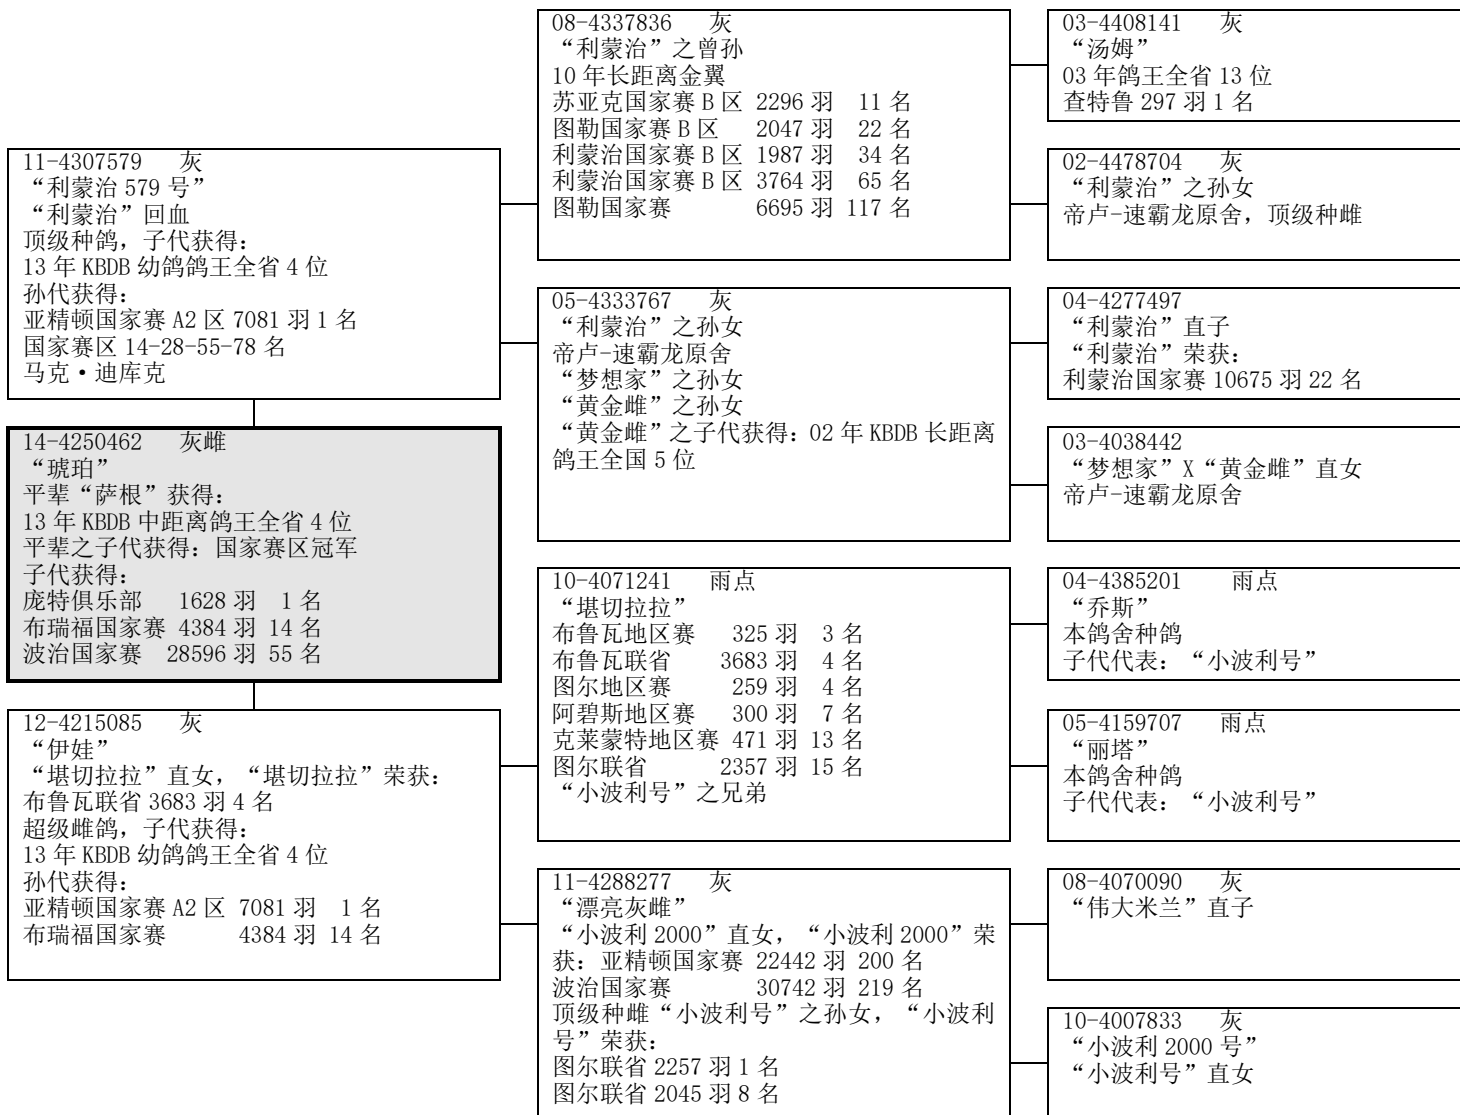 11-4307579 灰
“利蒙治 579 号”
“利蒙治”回血
顶级种鸽，子代获得：
13 年 KBDB 幼鸽鸽王全省 4 位
孙代获得：
亚精顿国家赛 A2 区 7081 羽 1 名
国家赛区 14-28-55-78 名
马克·迪库克
14-4250462 灰雌
“琥珀”
平辈“萨根”获得：
13 年 KBDB 中距离鸽王全省 4 位
平辈之子代获得：国家赛区冠军
子代获得：
庞特俱乐部 1628 羽 1 名
布瑞福国家赛 4384 羽 14 名
波治国家赛 28596 羽 55 名
12-4215085 灰
“伊娃”
“堪切拉拉”直女，“堪切拉拉”荣获：
布鲁瓦联省 3683 羽 4 名
超级雌鸽，子代获得：
13 年 KBDB 幼鸽鸽王全省 4 位
孙代获得：
亚精顿国家赛 A2 区 7081 羽 1 名
布瑞福国家赛 4384 羽 14 名
08-4337836 灰
“利蒙治”之曾孙
10 年长距离金翼
苏亚克国家赛 B 区 2296 羽 11 名
图勒国家赛 B 区 2047 羽 22 名
利蒙治国家赛 B 区 1987 羽 34 名
利蒙治国家赛 B 区 3764 羽 65 名
图勒国家赛 6695 羽 117 名
05-4333767 灰
“利蒙治”之孙女
帝卢-速霸龙原舍
“梦想家”之孙女
“黄金雌”之孙女
“黄金雌”之子代获得：02 年 KBDB 长距离
鸽王全国 5 位
10-4071241 雨点
“堪切拉拉”
布鲁瓦地区赛 325 羽 3 名
布鲁瓦联省 3683 羽 4 名
图尔地区赛 259 羽 4 名
阿碧斯地区赛 300 羽 7 名
克莱蒙特地区赛 471 羽 13 名
图尔联省 2357 羽 15 名
“小波利号”之兄弟
11-4288277 灰
“漂亮灰雌”
“小波利 2000”直女，“小波利 2000”荣
获：亚精顿国家赛 22442 羽 200 名
波治国家赛 30742 羽 219 名
顶级种雌“小波利号”之孙女，“小波利
号”荣获：
图尔联省 2257 羽 1 名
图尔联省 2045 羽 8 名
03-4408141 灰
“汤姆”
03 年鸽王全省 13 位
查特鲁 297 羽 1 名
02-4478704 灰
“利蒙治”之孙女
帝卢-速霸龙原舍，顶级种雌
04-4277497
“利蒙治”直子
“利蒙治”荣获：
利蒙治国家赛 10675 羽 22 名
03-4038442
“梦想家”X“黄金雌”直女
帝卢-速霸龙原舍
04-4385201 雨点
“乔斯”
本鸽舍种鸽
子代代表：“小波利号”
05-4159707 雨点
“丽塔”
本鸽舍种鸽
子代代表：“小波利号”
08-4070090 灰
“伟大米兰”直子
10-4007833 灰
“小波利 2000 号”
“小波利号”直女